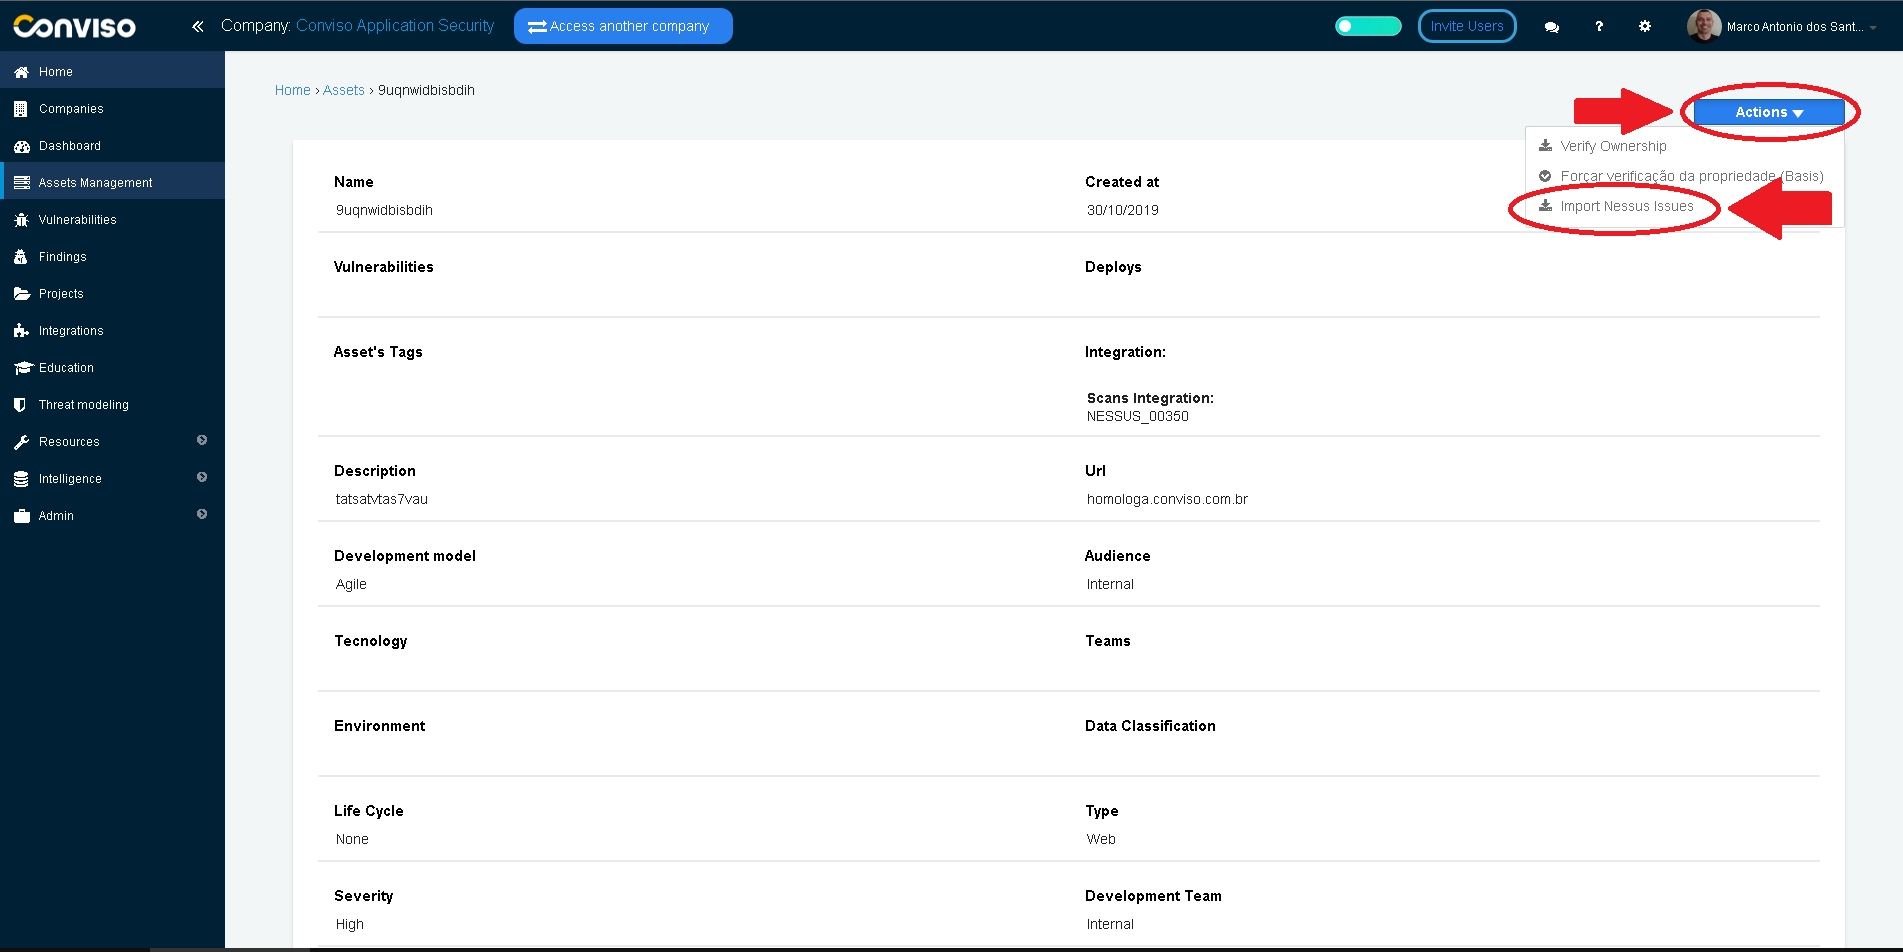 Conviso
Company: Conviso Application Security
Access another company
Invite Users
?
Marco Antonio dos Sant...
Home
Companies
Dashboard
Assets Management
Vulnerabilities
Findings
Projects
Integrations
Education
Threat modeling
Resources
Intelligence
Admin
Home › Assets › 9uqnwidbisbdih
Actions
Verify Ownership
Forçar verificação da propriedade (Basis)
Import Nessus Issues
Name
9uqnwidbisbdih
Created at
30/10/2019
Vulnerabilities
Deploys
Asset's Tags
Integration:
Scans Integration:
NESSUS_00350
Description
tatsatvtas7vau
Url
homologa.conviso.com.br
Development model
Agile
Audience
Internal
Tecnology
Teams
Environment
Data Classification
Life Cycle
None
Type
Web
Severity
High
Development Team
Internal